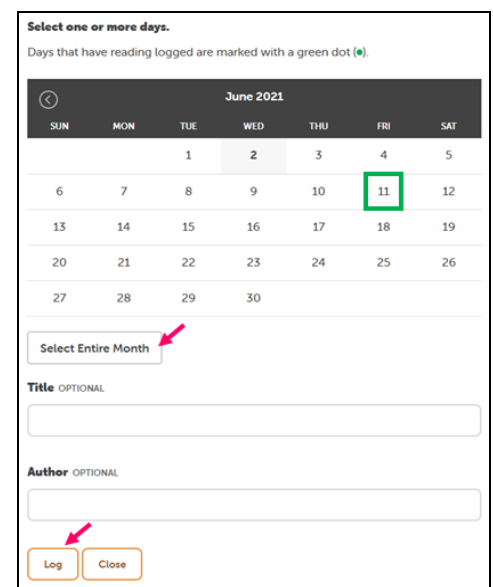 Select one or more days.
Days that have reading logged are marked with a green dot (●).
June 2021
SUN MON TUE WED THU FRI SAT
1 2 3 4 5
6 7 8 9 10 11 12
13 14 15 16 17 18 19
20 21 22 23 24 25 26
27 28 29 30
Select Entire Month
Title OPTIONAL
Author OPTIONAL
Log Close